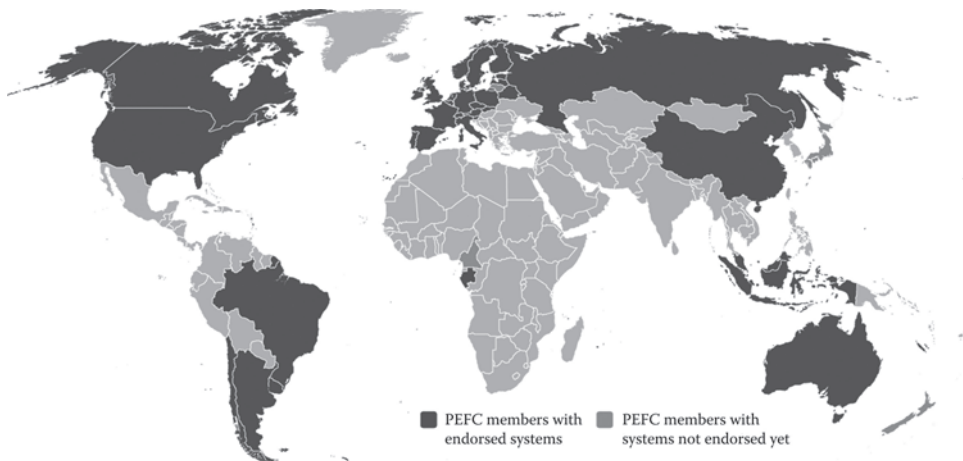 PEFC members with
endorsed systems
PEFC members with
systems not endorsed yet